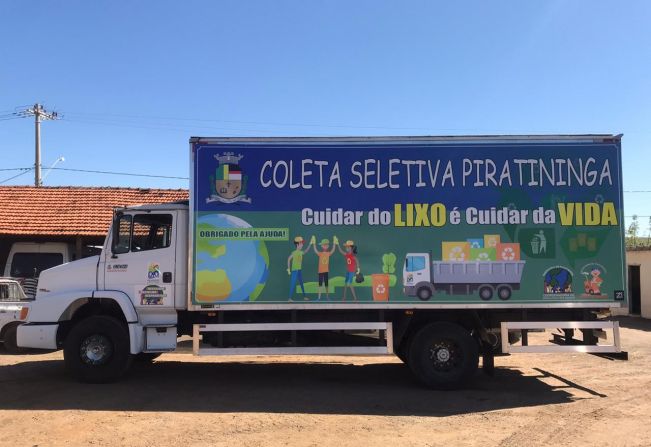 COLETA SELETIVA PIRATININGA
Cuidar do LIXO é Cuidar da VIDA
OBRIGADO PELA AJUDA!